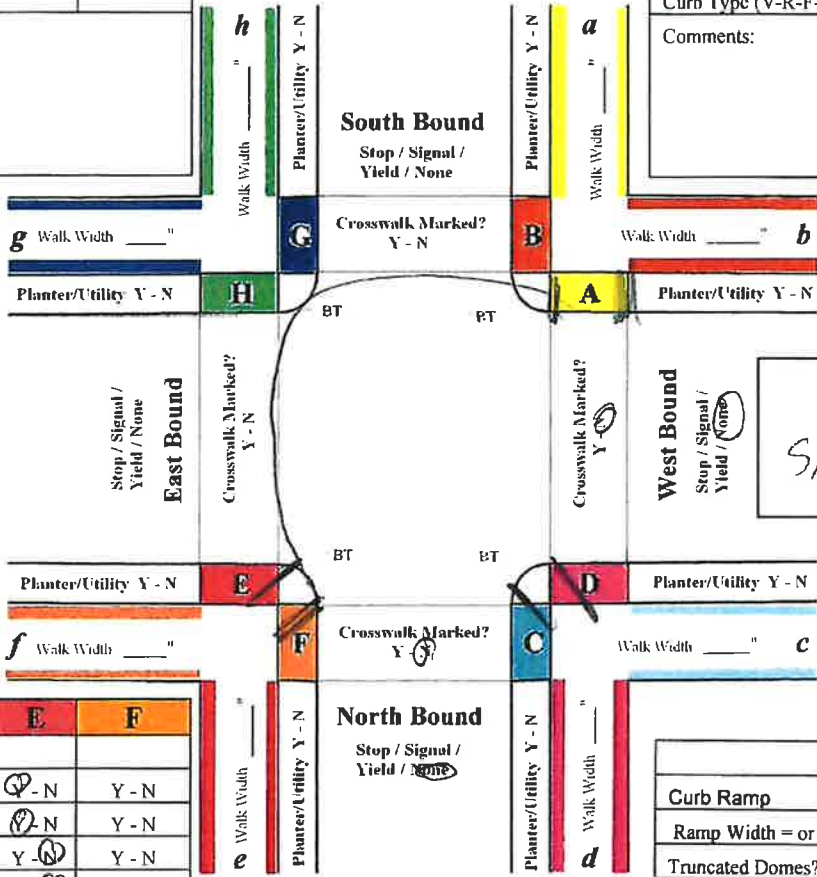 Curb Type (V-R-F-
Comments:
h
Walk Width ____"
Planter/Utility Y - N
South Bound
Stop / Signal /
Yield / None
Planter/Utility Y - N
a
Walk Width ____"
g Walk Width ____"
G
Crosswalk Marked?
Y - N
B
Walk Width ____" b
Planter/Utility Y - N
H
BT
BT
A
Planter/Utility Y - N
Stop / Signal /
Yield / None
East Bound
Crosswalk Marked?
Y - N
Crosswalk Marked?
Y - N
West Bound
Stop / Signal /
Yield / None
Planter/Utility Y - N
E
BT
BT
D
Planter/Utility Y - N
f Walk Width ____"
F
Crosswalk Marked?
Y - N
C
Walk Width ____" c
E F
North Bound
Stop / Signal /
Yield / None
Walk Width ____"
e
Planter/Utility Y - N
Planter/Utility Y - N
Walk Width ____"
d
Y - N Y - N
Y - N Y - N
Y - N Y - N
Curb Ramp
Ramp Width = or
Truncated Domes?